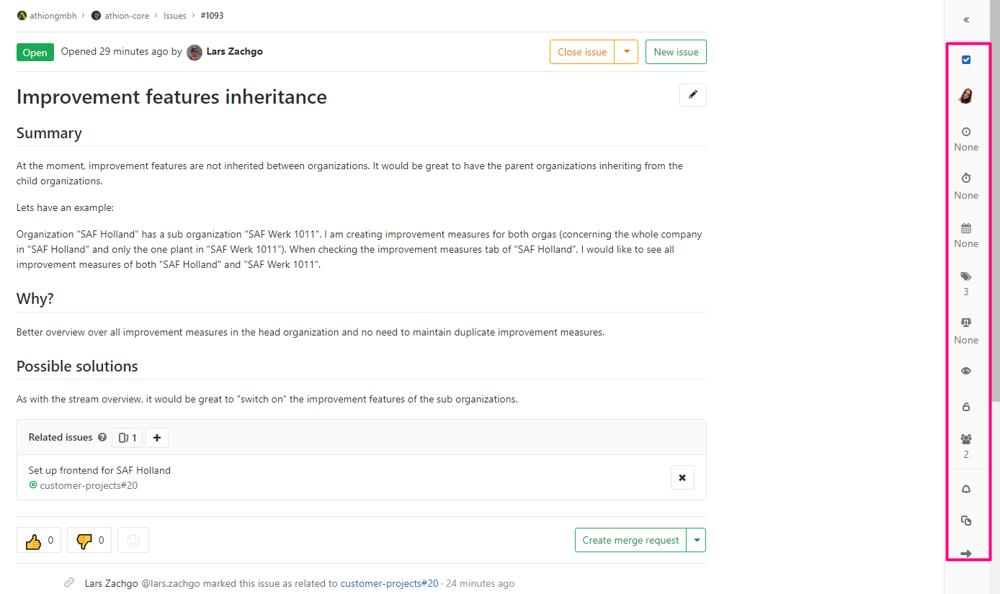 athiongmbh > athion-core > Issues > #1093
«
Open Opened 29 minutes ago by Lars Zachgo
Close issue
New issue
Improvement features inheritance
Summary
At the moment, improvement features are not inherited between organizations. It would be great to have the parent organizations inheriting from the
child organizations.
Lets have an example:
Organization "SAF Holland" has a sub organization "SAF Werk 1011". I am creating improvement measures for both orgas (concerning the whole company
in "SAF Holland" and only the one plant in "SAF Werk 1011"). When checking the improvement measures tab of "SAF Holland", I would like to see all
improvement measures of both "SAF Holland" and "SAF Werk 1011".
Why?
Better overview over all improvement measures in the head organization and no need to maintain duplicate improvement measures.
Possible solutions
As with the stream overview, it would be great to "switch on" the improvement features of the sub organizations.
Related issues ? 1 +
Set up frontend for SAF Holland
customer-projects#20
0
0
Create merge request
Lars Zachgo @lars.zachgo marked this issue as related to customer-projects#20 · 24 minutes ago
None
None
None
3
None
2